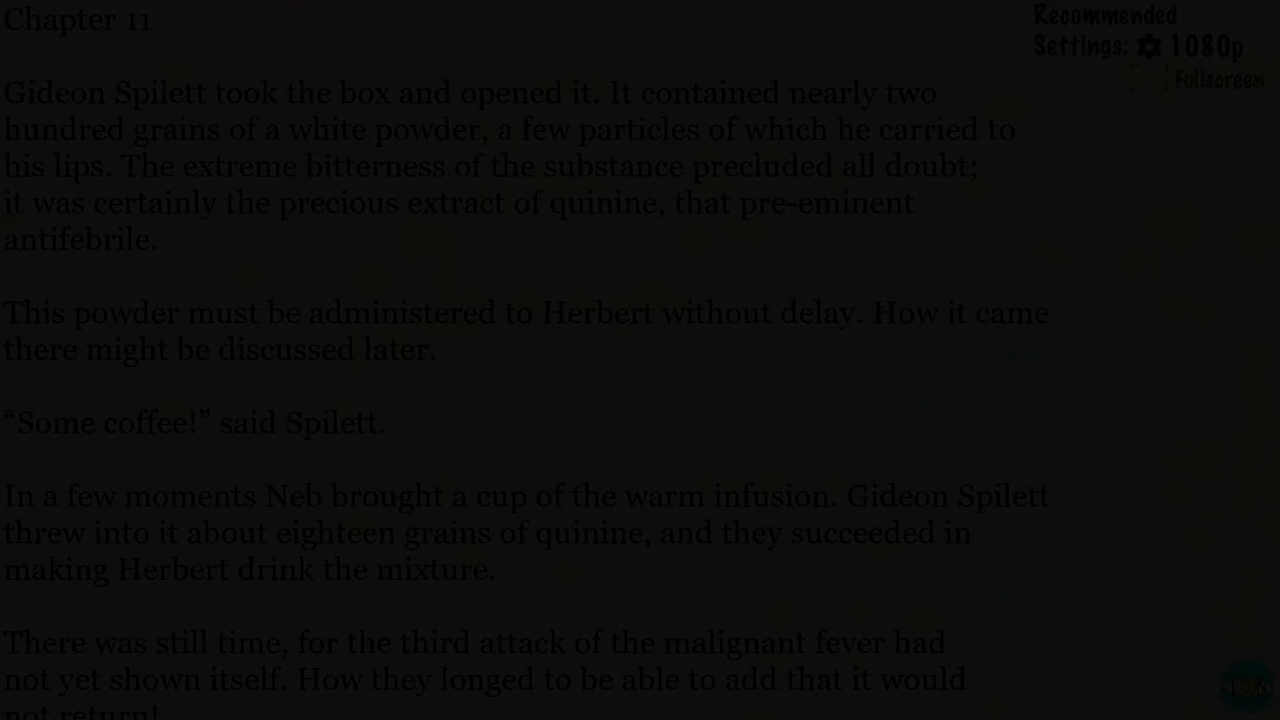 Chapter 11
Recommended
Settings: 1080p
Fullscreen
Gideon Spilett took the box and opened it. It contained nearly two
hundred grains of a white powder, a few particles of which he carried to
his lips. The extreme bitterness of the substance precluded all doubt;
it was certainly the precious extract of quinine, that pre-eminent
antifebrile.
This powder must be administered to Herbert without delay. How it came
there might be discussed later.
“Some coffee!” said Spilett.
In a few moments Neb brought a cup of the warm infusion. Gideon Spilett
threw into it about eighteen grains of quinine, and they succeeded in
making Herbert drink the mixture.
There was still time, for the third attack of the malignant fever had
not yet shown itself. How they longed to be able to add that it would
not return!